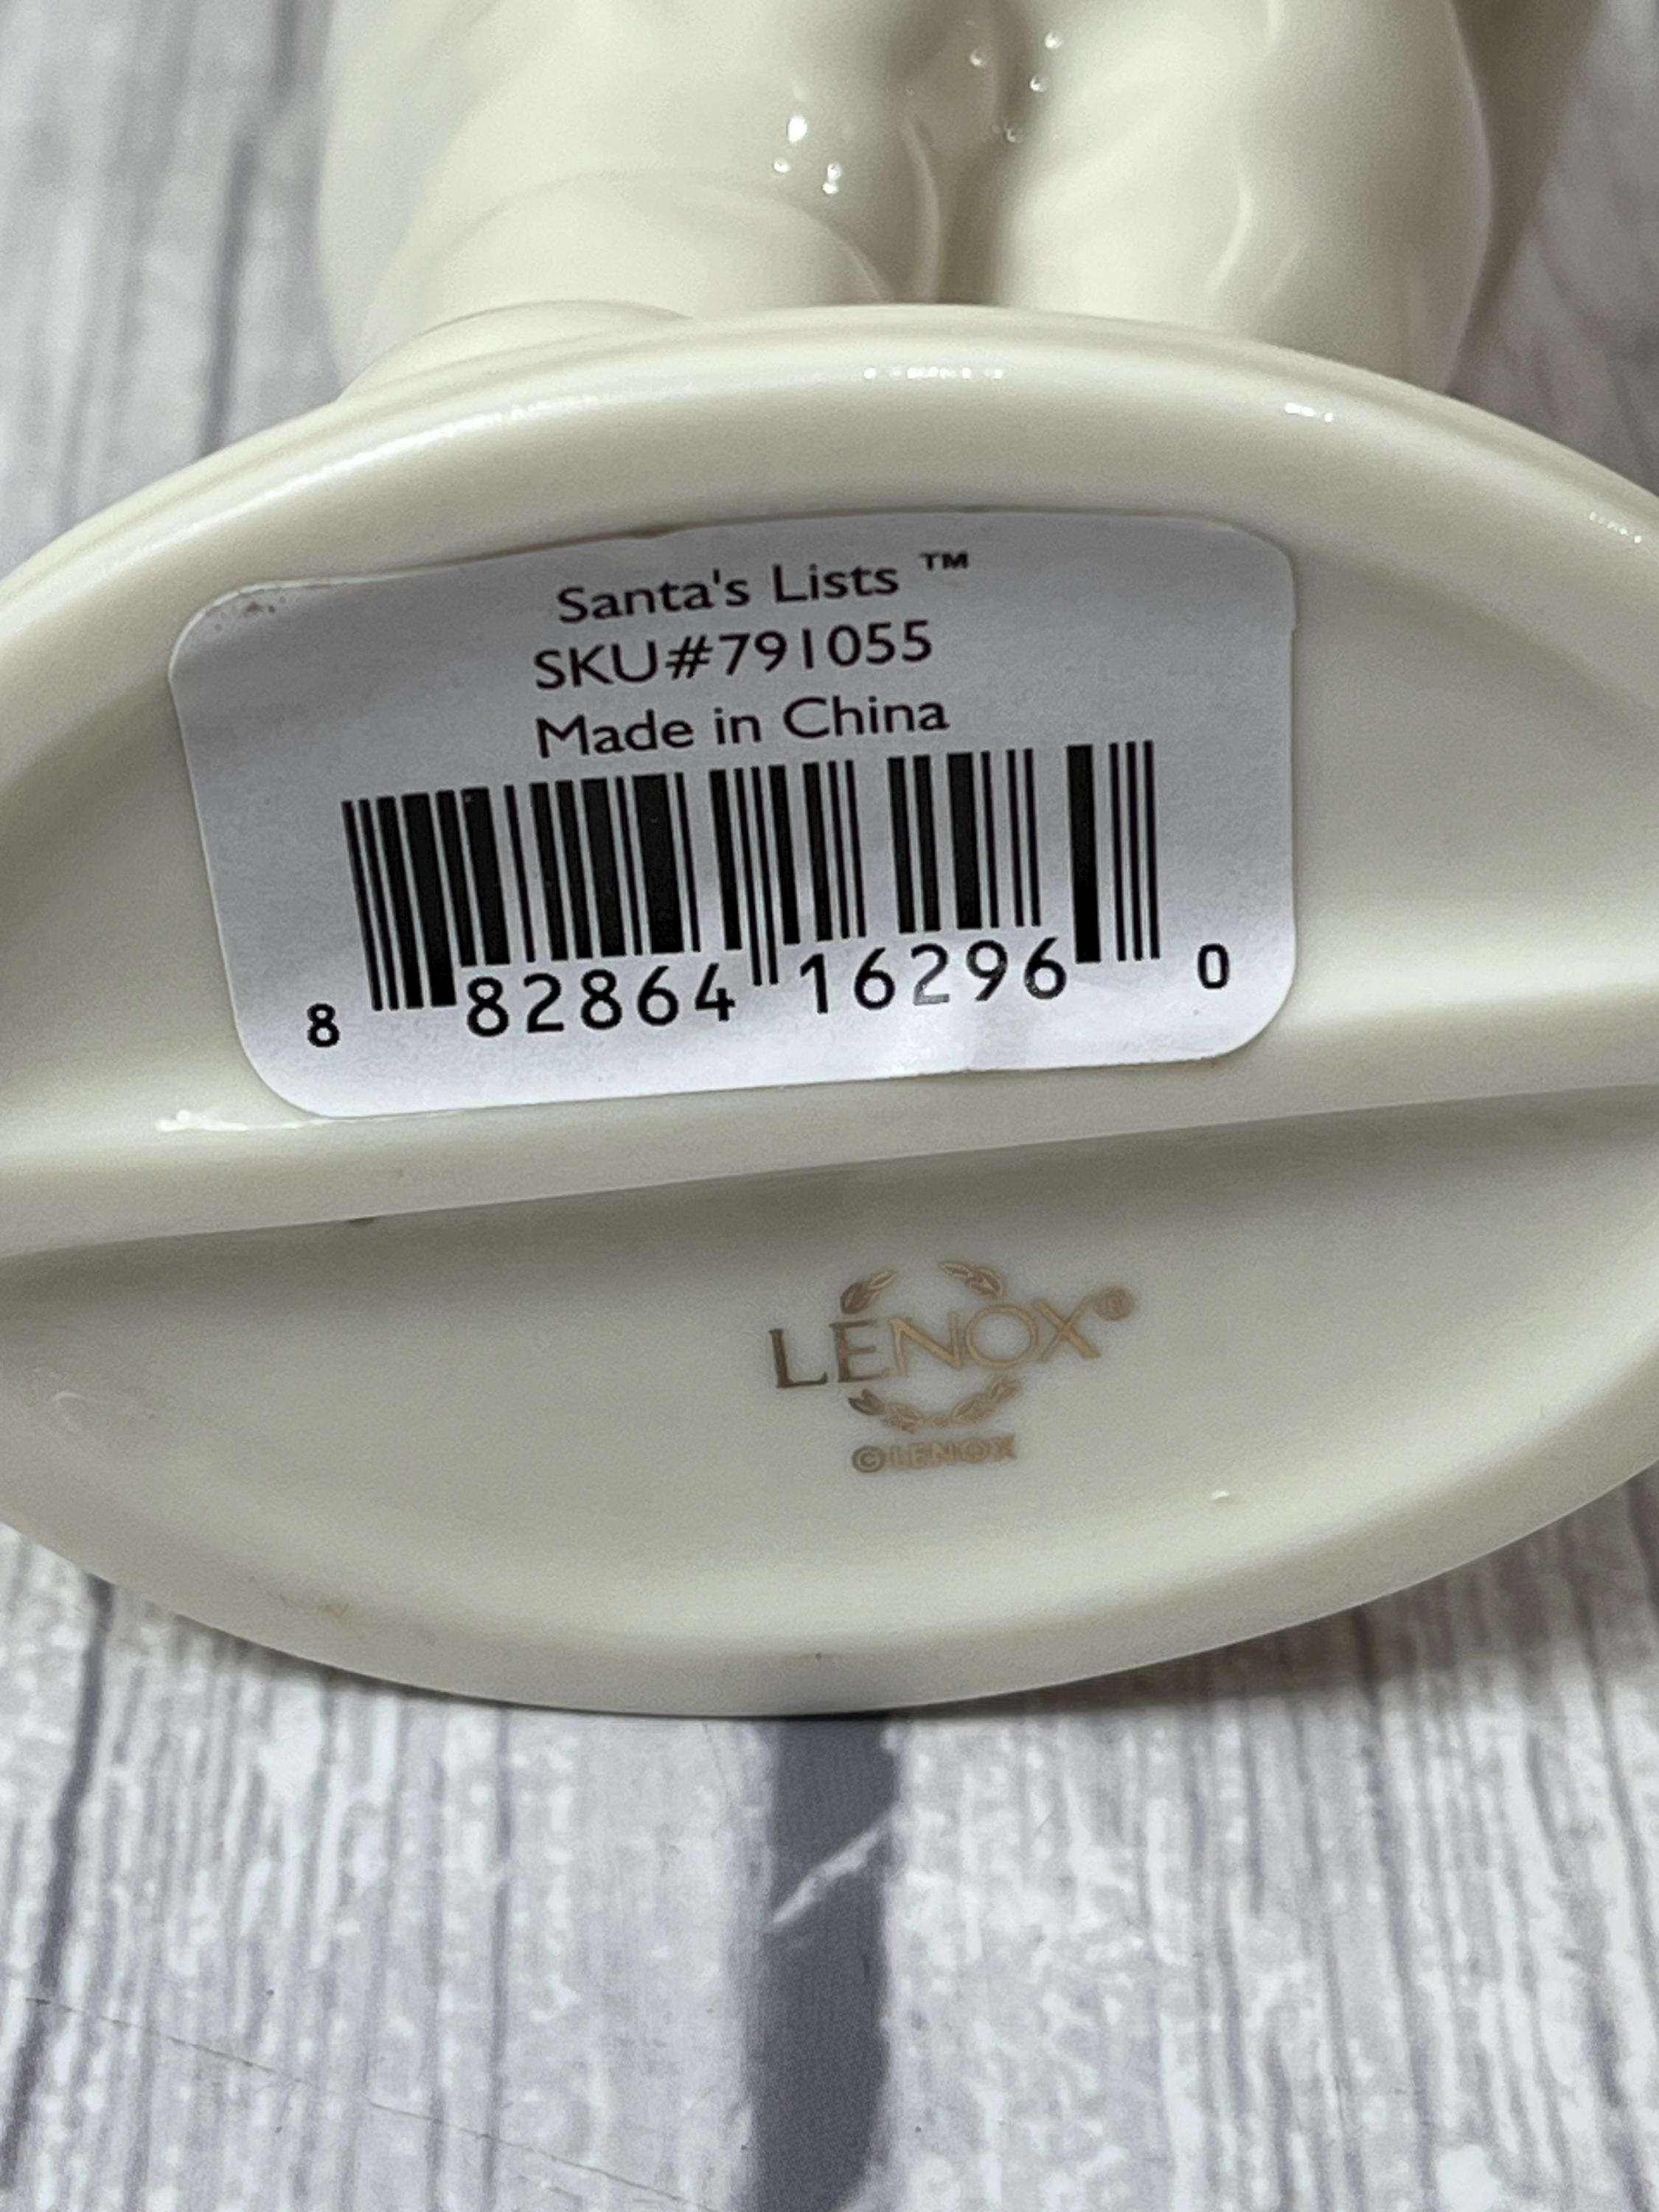 Santa's Lists ™
SKU#791055
Made in China
8 82864 16296 0
LENOX®
©LENOX